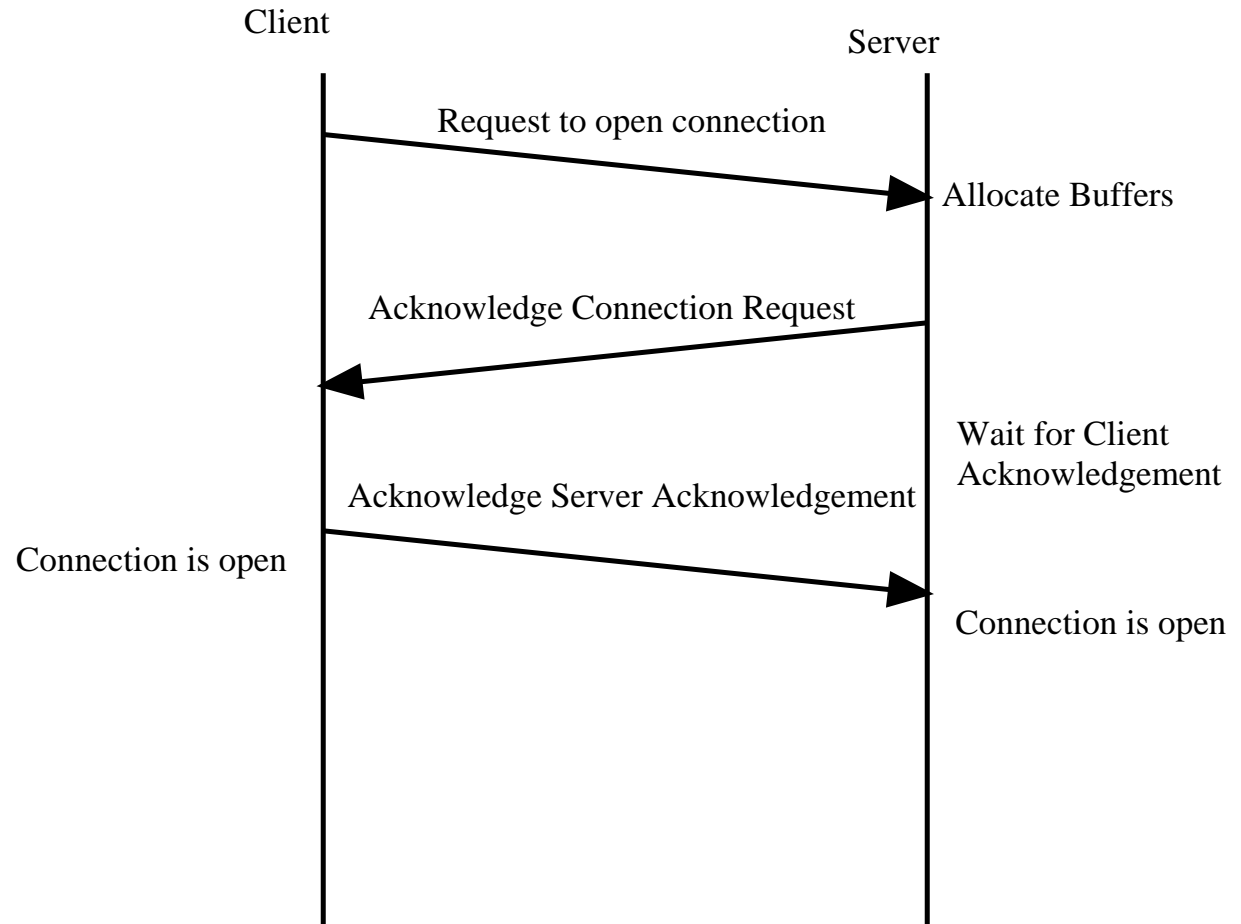 Client
Server
Request to open connection
Allocate Buffers
Acknowledge Connection Request
Wait for Client
Acknowledgement
Acknowledge Server Acknowledgement
Connection is open
Connection is open